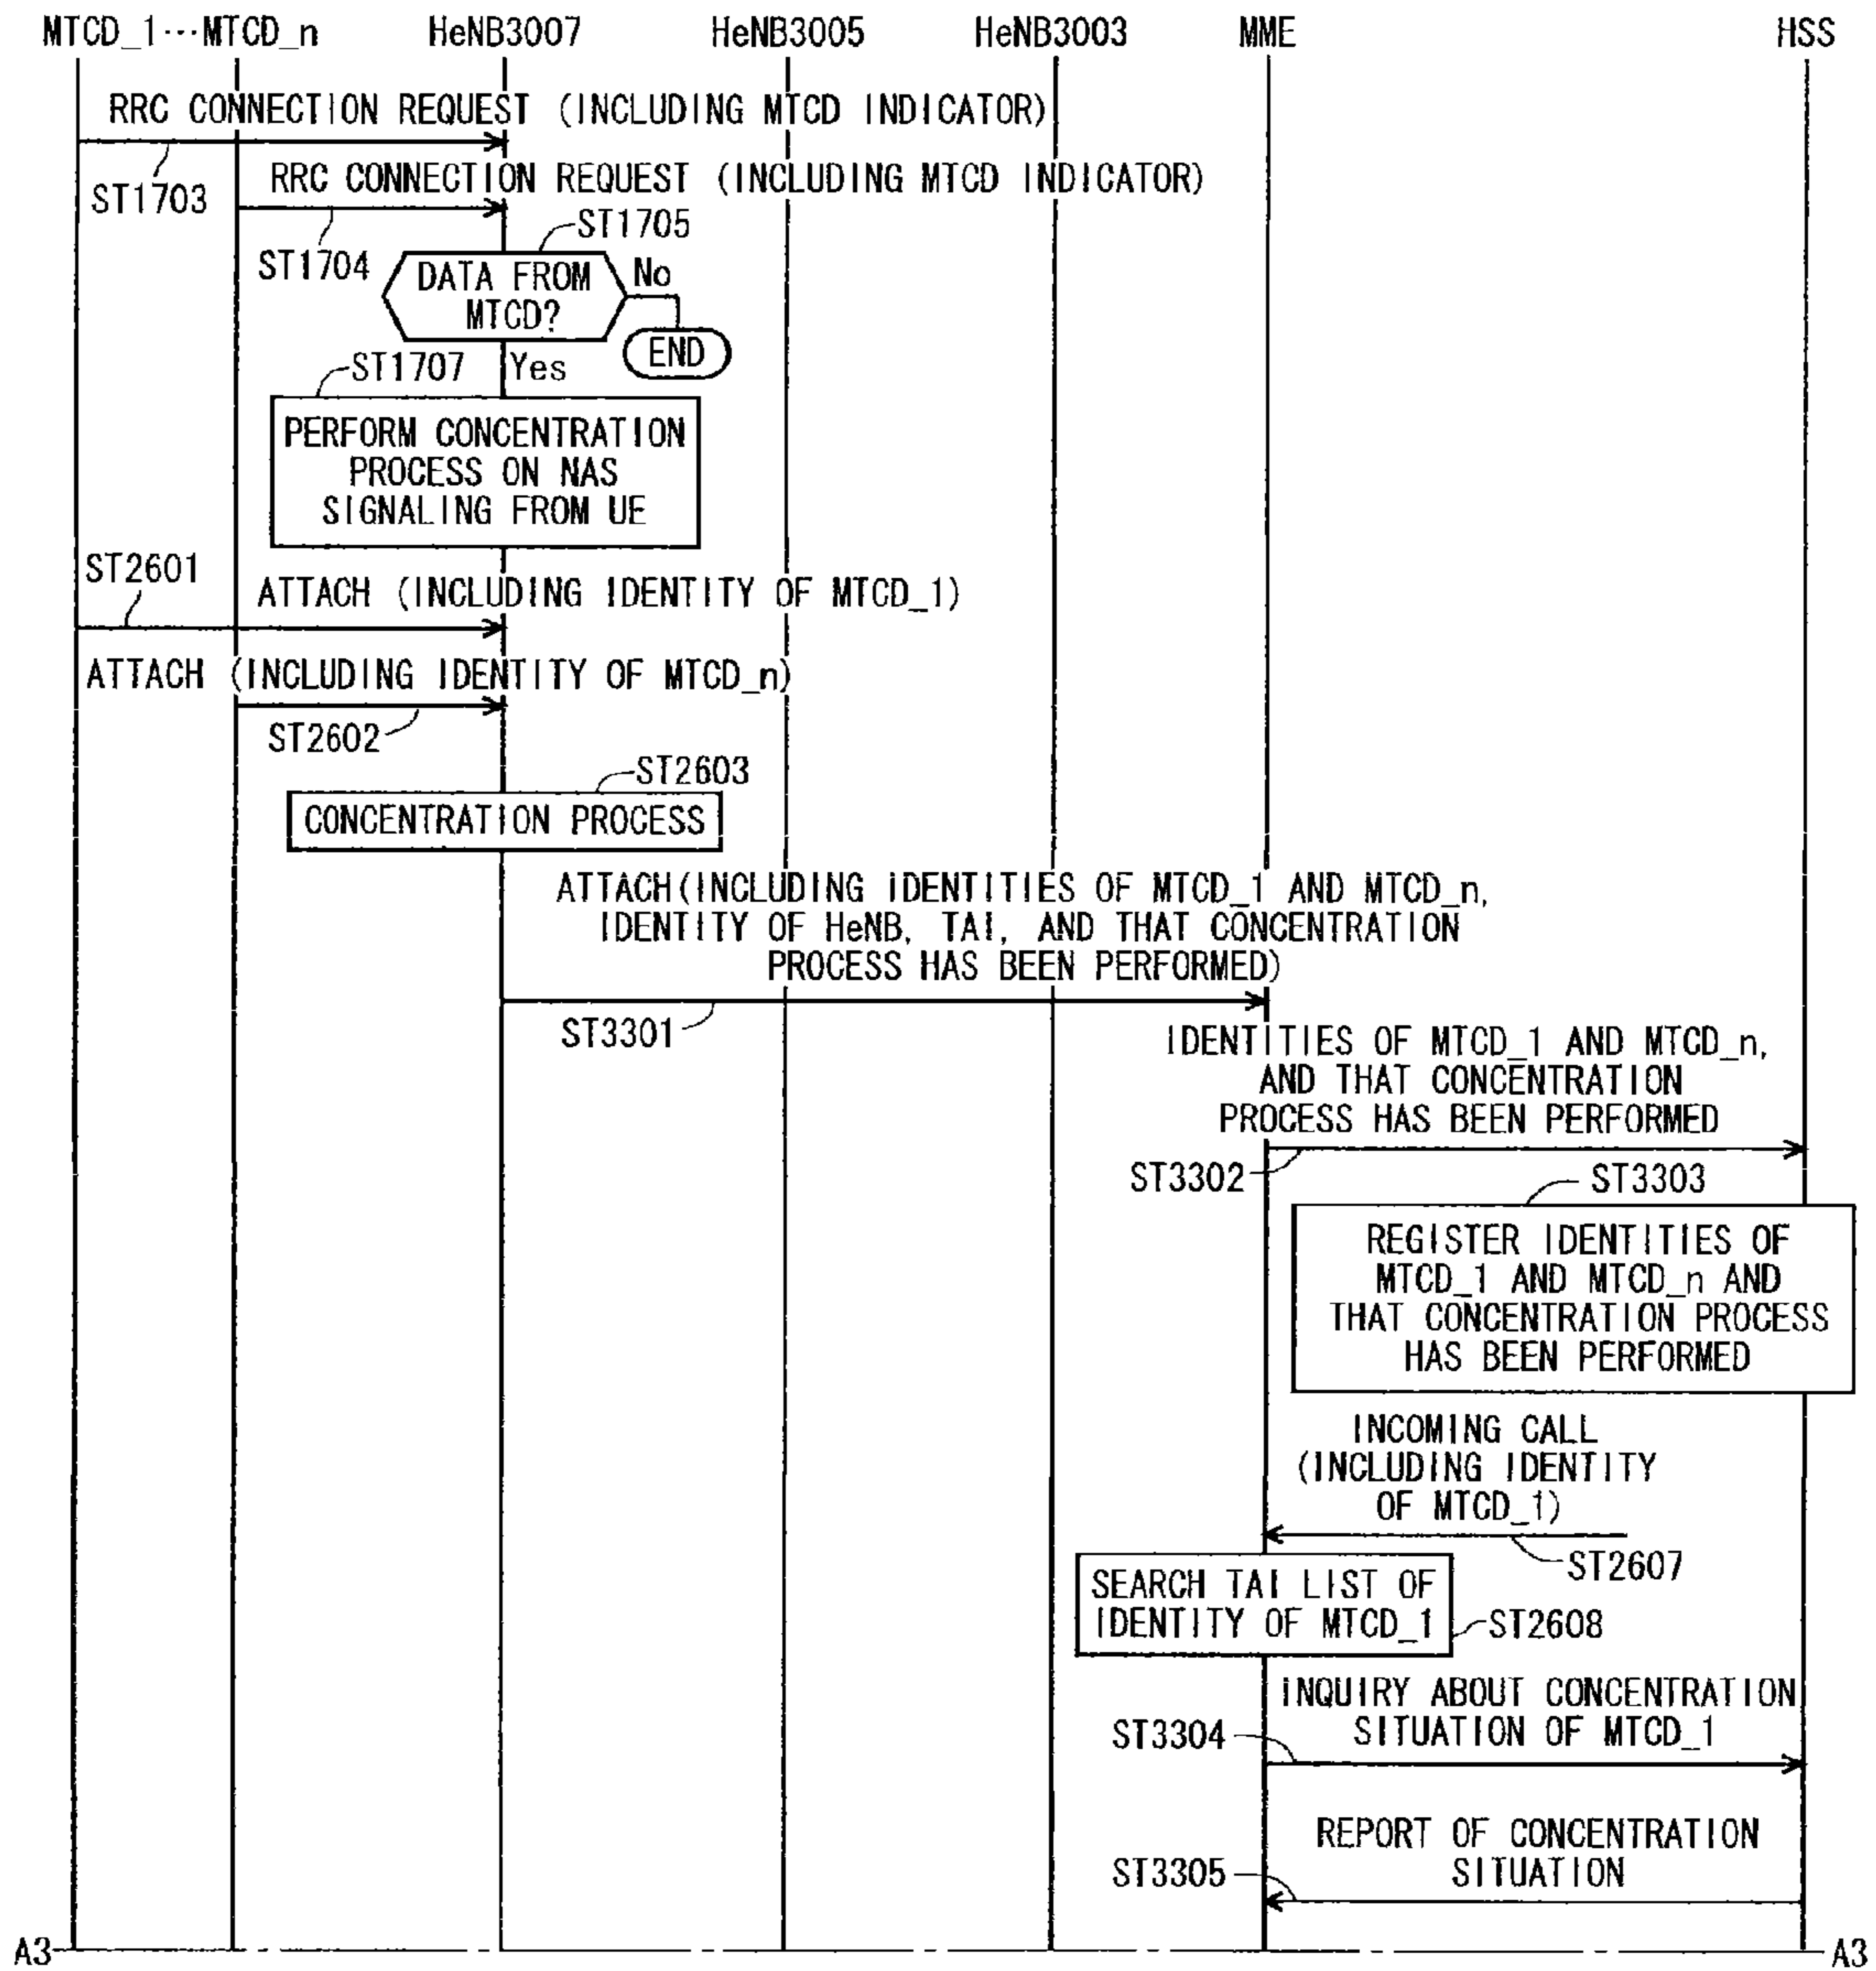 MTCD_1···MTCD_n HeNB3007 HeNB3005 HeNB3003 MME HSS
RRC CONNECTION REQUEST (INCLUDING MTCD INDICATOR)
ST1703
RRC CONNECTION REQUEST (INCLUDING MTCD INDICATOR)
ST1704
ST1705
DATA FROM
MTCD?
No
END
Yes
ST1707
PERFORM CONCENTRATION
PROCESS ON NAS
SIGNALING FROM UE
ST2601
ATTACH (INCLUDING IDENTITY OF MTCD_1)
ATTACH (INCLUDING IDENTITY OF MTCD_n)
ST2602
ST2603
CONCENTRATION PROCESS
ATTACH(INCLUDING IDENTITIES OF MTCD_1 AND MTCD_n,
IDENTITY OF HeNB, TAI, AND THAT CONCENTRATION
PROCESS HAS BEEN PERFORMED)
ST3301
IDENTITIES OF MTCD_1 AND MTCD_n,
AND THAT CONCENTRATION
PROCESS HAS BEEN PERFORMED
ST3302
ST3303
REGISTER IDENTITIES OF
MTCD_1 AND MTCD_n AND
THAT CONCENTRATION PROCESS
HAS BEEN PERFORMED
INCOMING CALL
(INCLUDING IDENTITY
OF MTCD_1)
ST2607
SEARCH TAI LIST OF
IDENTITY OF MTCD_1
ST2608
INQUIRY ABOUT CONCENTRATION
SITUATION OF MTCD_1
ST3304
REPORT OF CONCENTRATION
SITUATION
ST3305
A3 A3